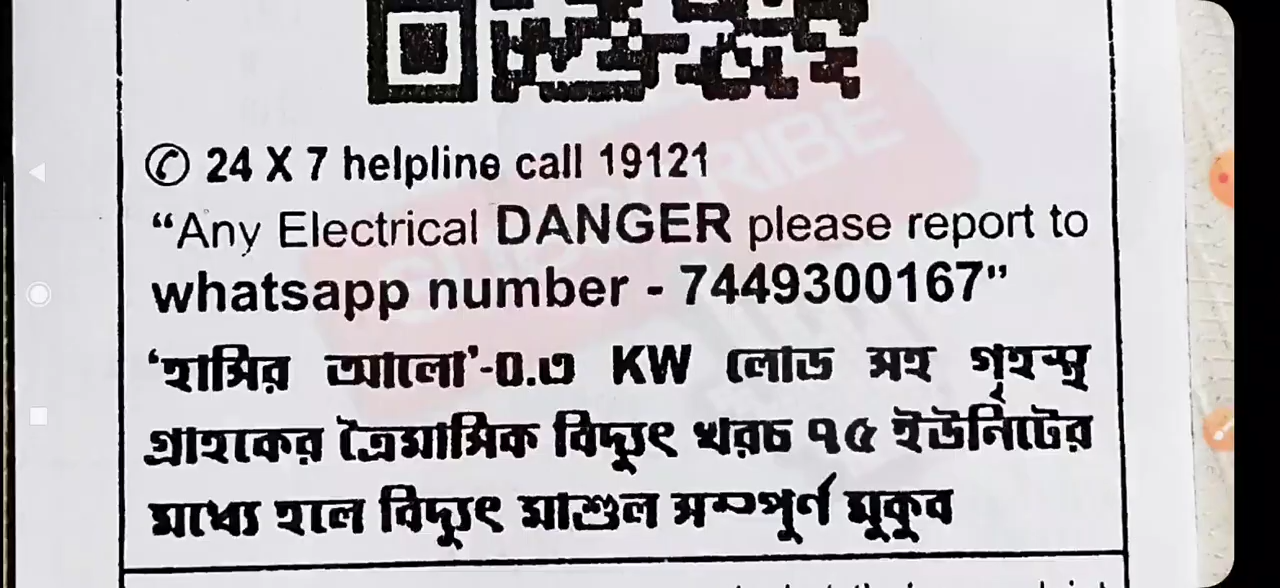 ✆ 24 X 7 helpline call 19121
“Any Electrical DANGER please report to
whatsapp number - 7449300167”
‘হাসির আলো’-০.৩ KW লোড সহ গৃহস্থ
গ্রাহকের ত্রৈমাসিক বিদ্যুৎ খরচ ৭৫ ইউনিটের
মধ্যে হলে বিদ্যুৎ মাশুল সম্পূর্ণ মুকুব
SUBSCRIBE